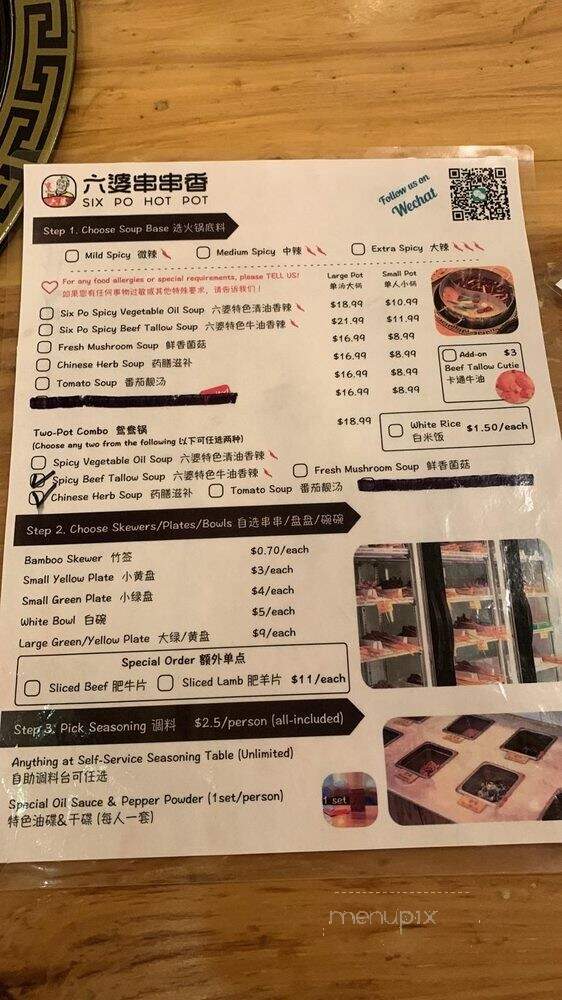 六婆串串香
SIX PO HOT POT
Follow us on
Wechat
Step 1. Choose Soup Base 选火锅底料
Mild Spicy 微辣
Medium Spicy 中辣
Extra Spicy 大辣
For any food allergies or special requirements, please TELL US!
如果您有任何事物过敏或其他特殊要求，请告诉我们！
Large Pot
单汤大锅
Small Pot
单人小锅
Six Po Spicy Vegetable Oil Soup 六婆特色清油香辣 $18.99 $10.99
Six Po Spicy Beef Tallow Soup 六婆特色牛油香辣 $21.99 $11.99
Fresh Mushroom Soup 鲜香菌菇 $16.99 $8.99
Chinese Herb Soup 药膳滋补 $16.99 $8.99
Tomato Soup 番茄靓汤 $16.99 $8.99
$16.99 $8.99
Add-on $3
Beef Tallow Cutie
卡通牛油
Two-Pot Combo 鸳鸯锅 $18.99
(Choose any two from the following 以下可任选两种)
White Rice $1.50/each
白米饭
Spicy Vegetable Oil Soup 六婆特色清油香辣
Spicy Beef Tallow Soup 六婆特色牛油香辣
Fresh Mushroom Soup 鲜香菌菇
Chinese Herb Soup 药膳滋补
Tomato Soup 番茄靓汤
Step 2. Choose Skewers/Plates/Bowls 自选串串/盘盘/碗碗
Bamboo Skewer 竹签 $0.70/each
Small Yellow Plate 小黄盘 $3/each
Small Green Plate 小绿盘 $4/each
White Bowl 白碗 $5/each
Large Green/Yellow Plate 大绿/黄盘 $9/each
Special Order 额外单点
Sliced Beef 肥牛片
Sliced Lamb 肥羊片 $11/each
Step 3. Pick Seasoning 调料 $2.5/person (all-included)
Anything at Self-Service Seasoning Table (Unlimited)
自助调料台可任选
Special Oil Sauce & Pepper Powder (1set/person)
特色油碟&干碟 (每人一套)
1 set
menupix